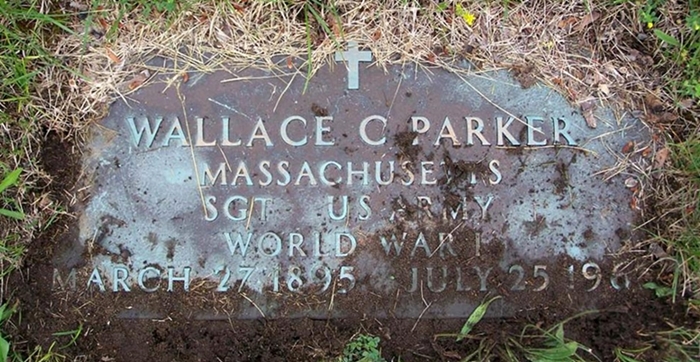 WALLACE C PARKER
MASSACHUSETTS
SGT US ARMY
WORLD WAR I
MARCH 27 1895 JULY 25